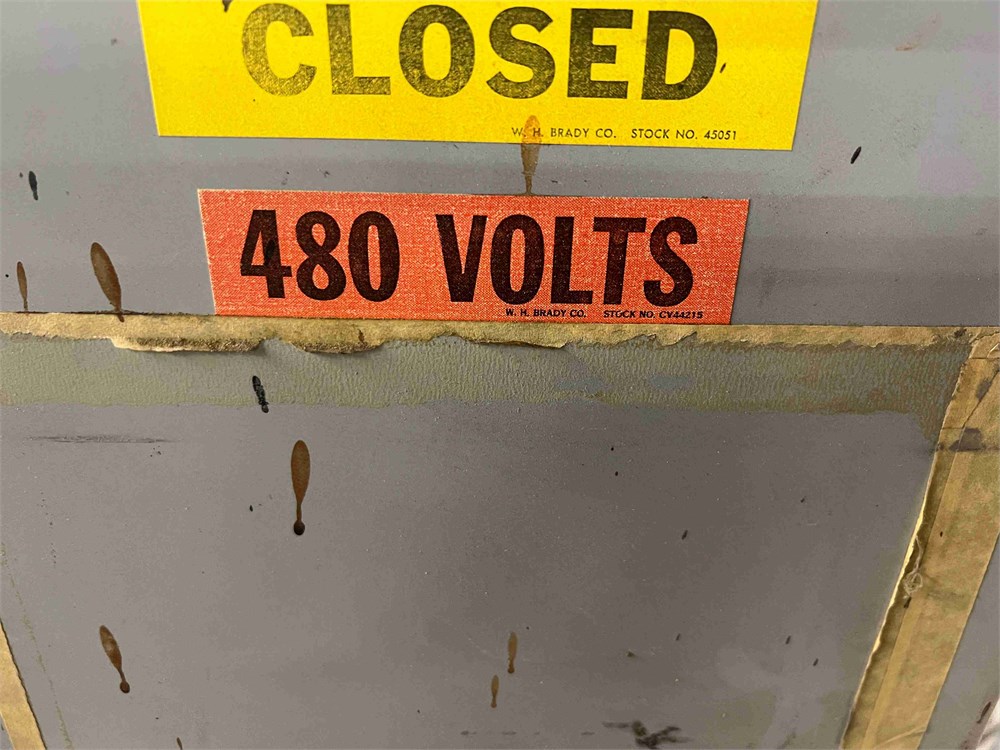 CLOSED
W. H. BRADY CO. STOCK NO. 45051
480 VOLTS
W. H. BRADY CO. STOCK NO. CV44215